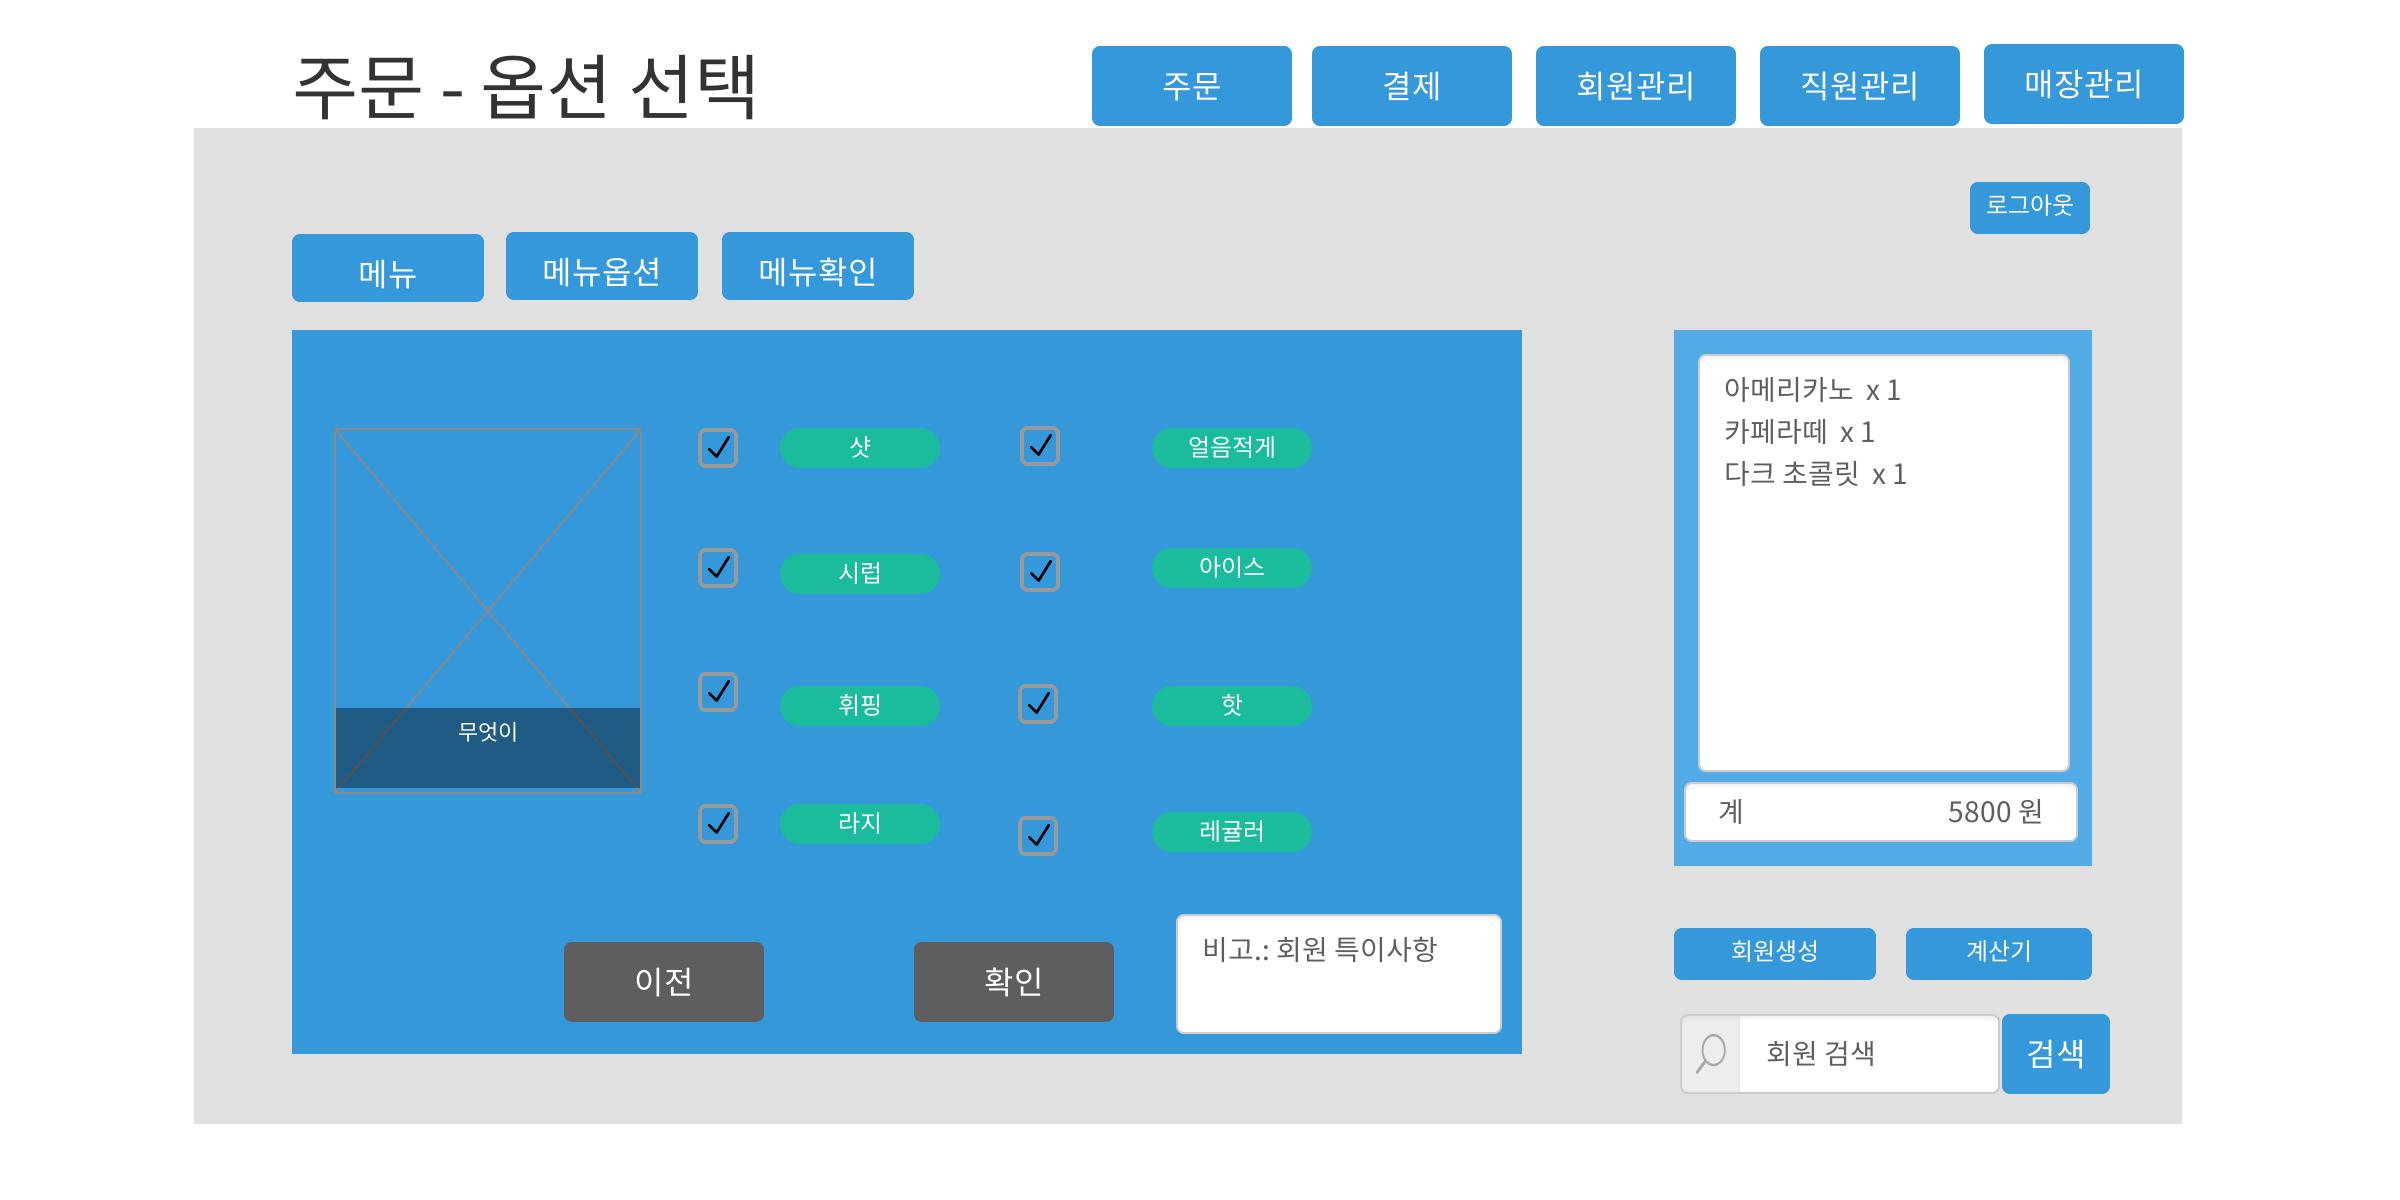 주문 - 옵션 선택
주문
결제
회원관리
직원관리
매장관리
로그아웃
메뉴
메뉴옵션
메뉴확인
샷
얼음적게
시럽
아이스
휘핑
핫
라지
레귤러
무엇이
이전
확인
비고.: 회원 특이사항
아메리카노 x 1
카페라떼 x 1
다크 초콜릿 x 1
계 5800 원
회원생성
계산기
회원 검색
검색